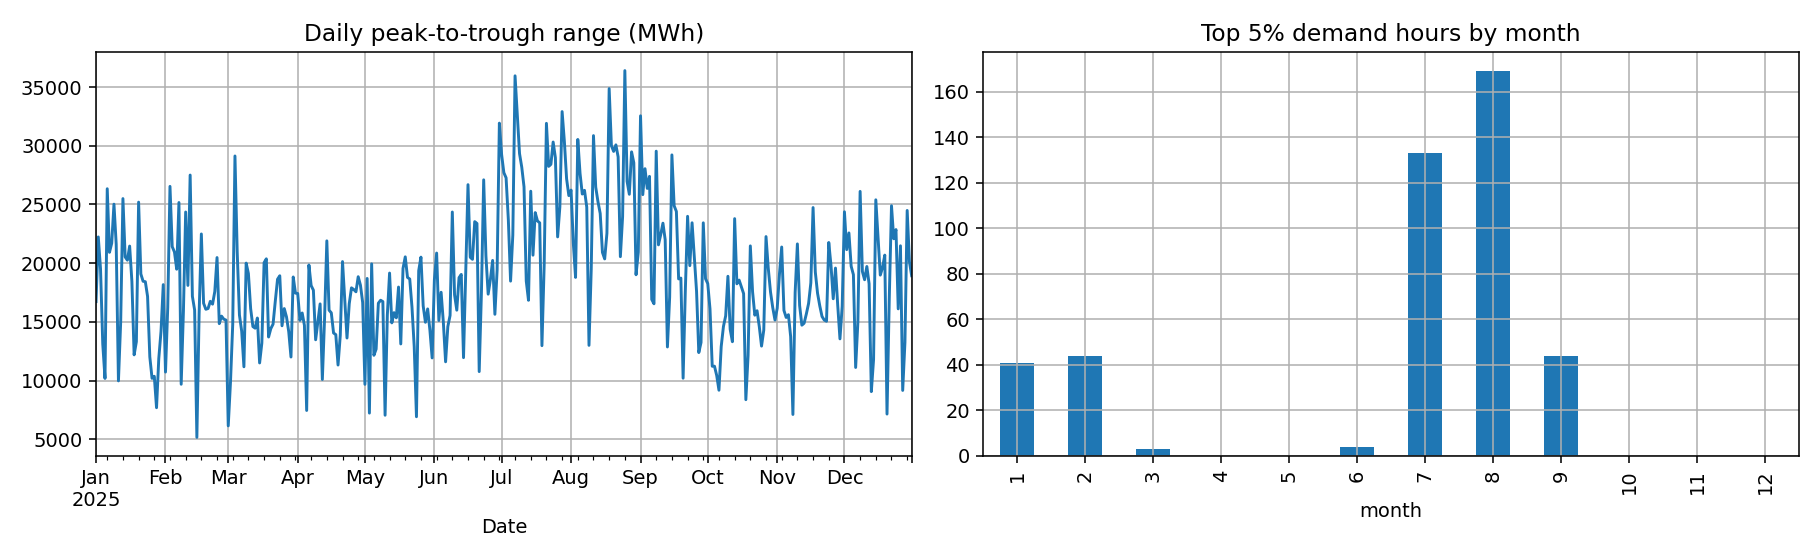 Daily peak-to-trough range (MWh)
35000
30000
25000
20000
15000
10000
5000
Jan Feb Mar Apr May Jun Jul Aug Sep Oct Nov Dec
2025
Date
Top 5% demand hours by month
160
140
120
100
80
60
40
20
0
1 2 3 4 5 6 7 8 9 10 11 12
month